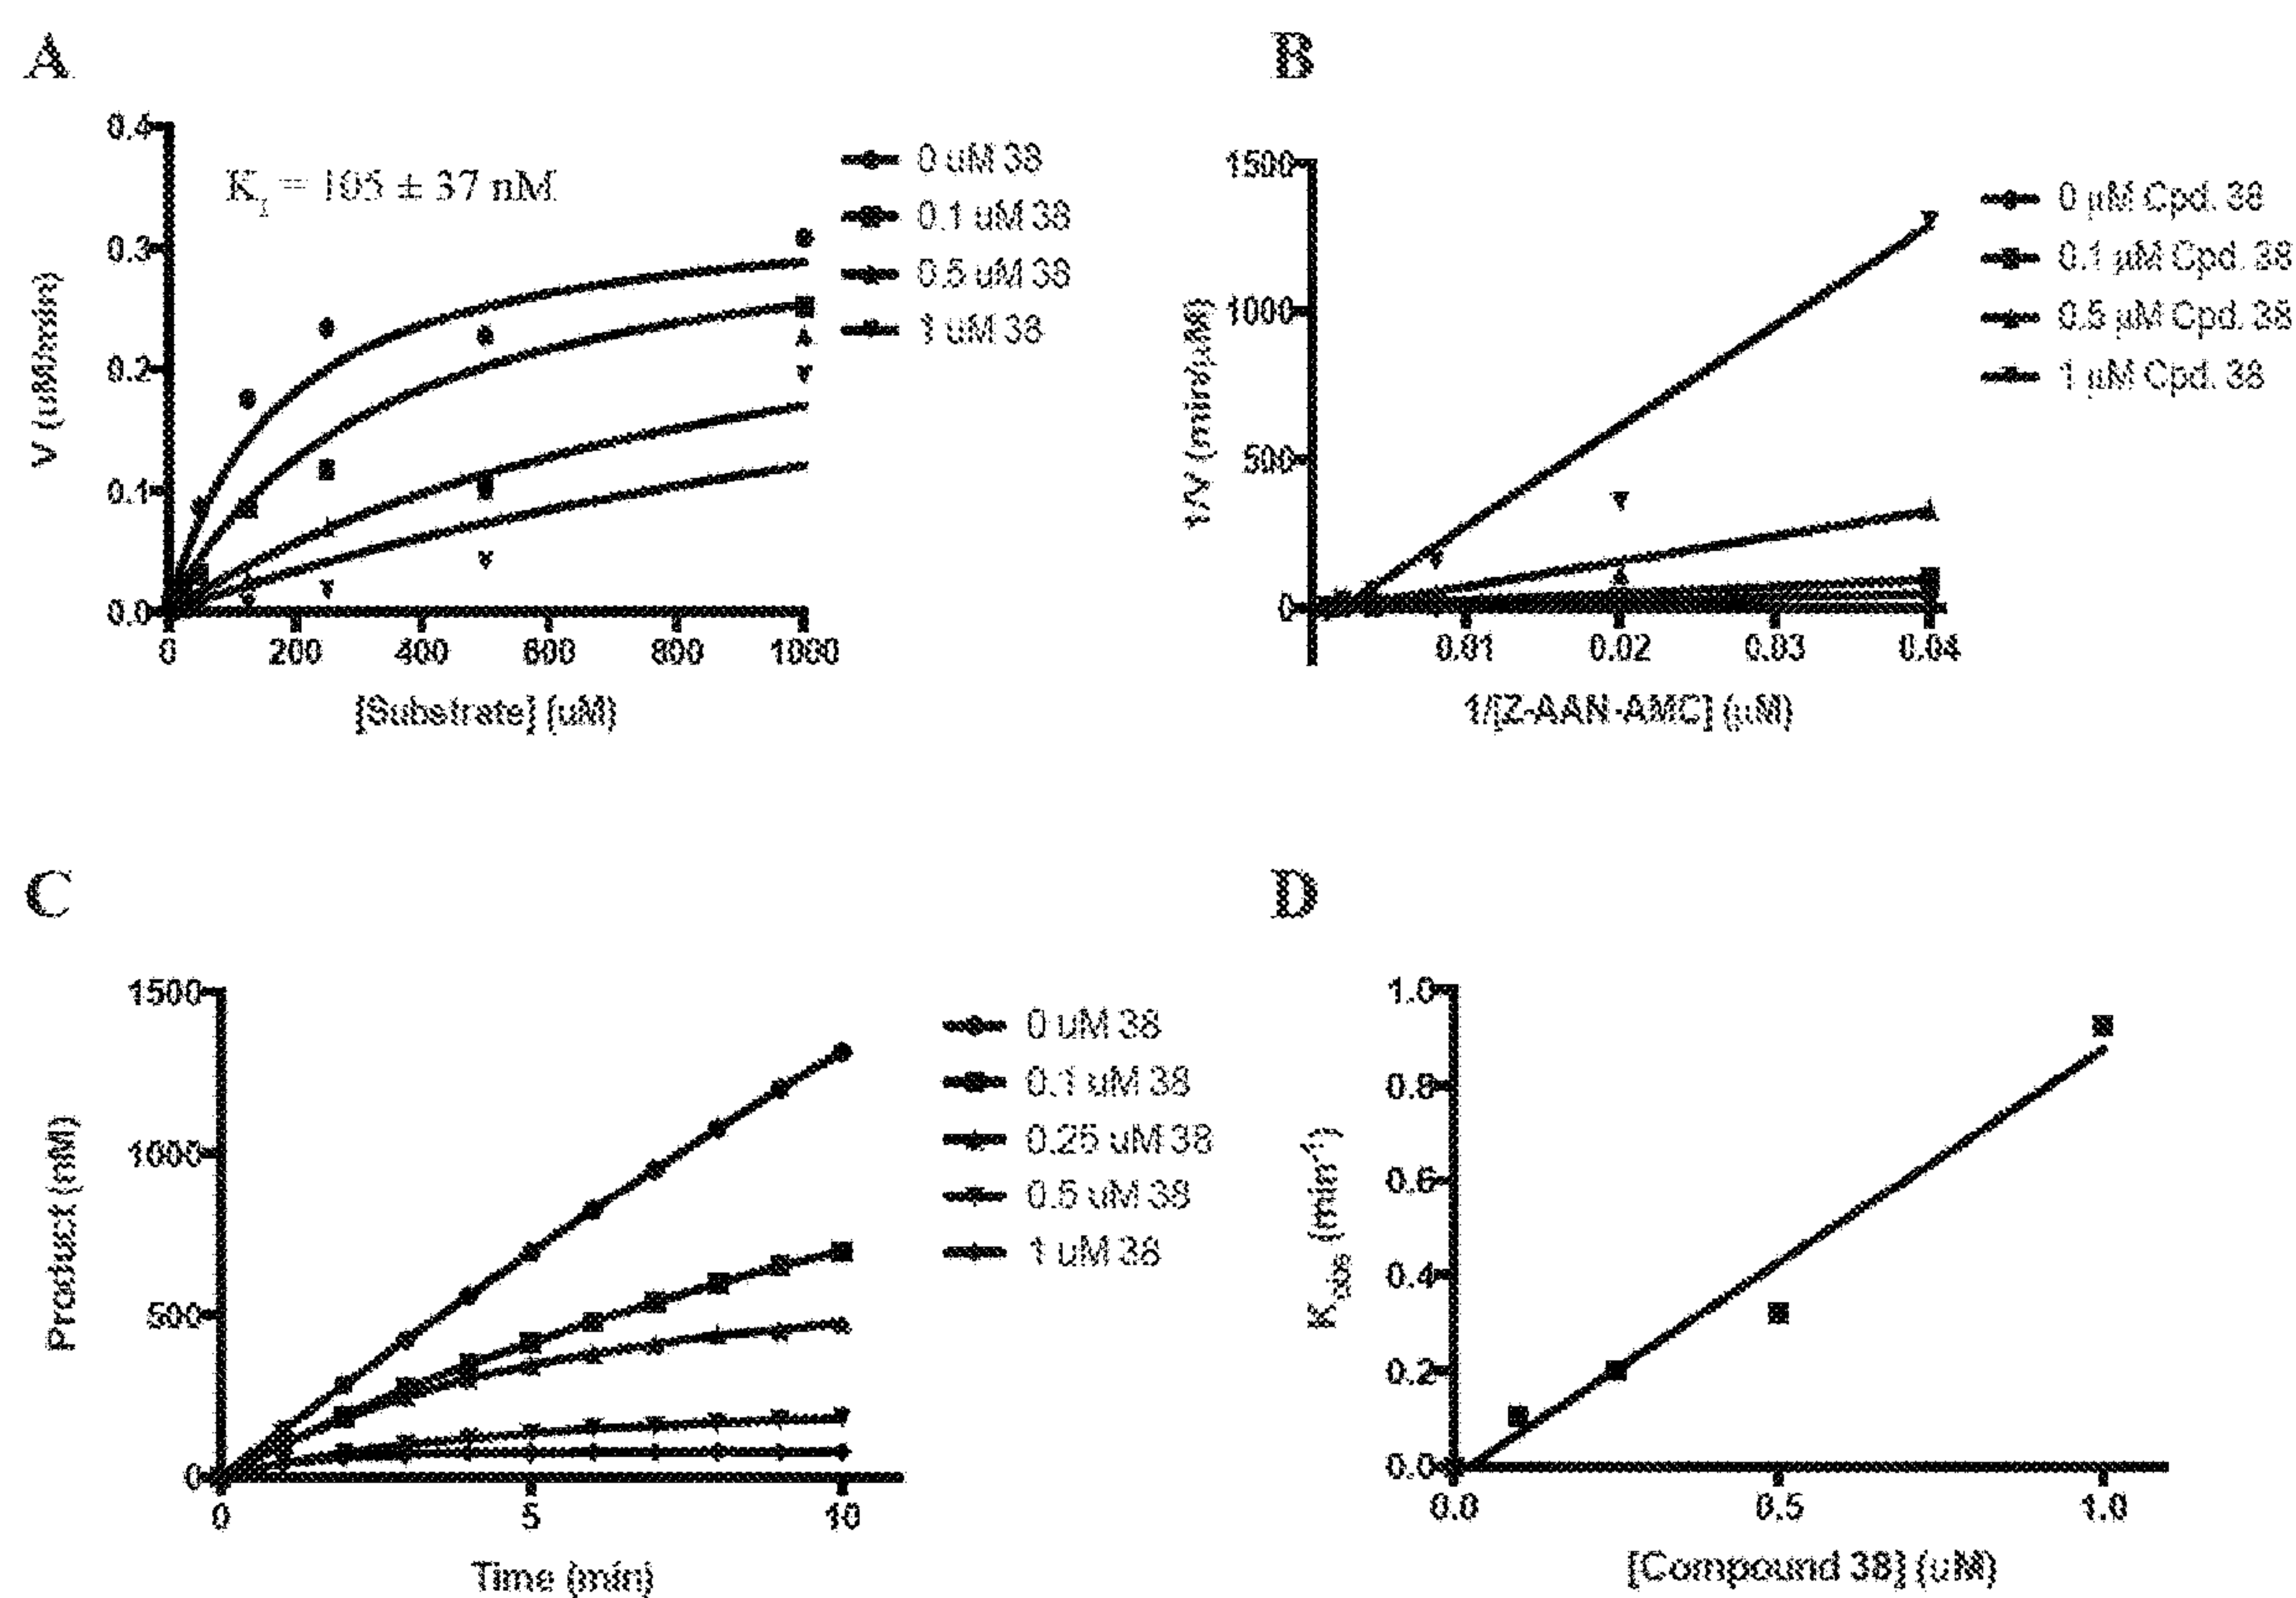 A
0.4
0.3
0.2
0.1
0.0
V (uM/min)
K_I = 105 ± 37 nM
0 uM 38
0.1 uM 38
0.5 uM 38
1 uM 38
0 200 400 600 800 1000
[Substrate] (uM)
B
1500
1000
500
0
1/V (min/μM)
0 μM Cpd. 38
0.1 μM Cpd. 38
0.5 μM Cpd. 38
1 μM Cpd. 38
0.01 0.02 0.03 0.04
1/[Z-AAN-AMC] (μM)
C
1500
1000
500
0
Product (nM)
0 uM 38
0.1 uM 38
0.25 uM 38
0.5 uM 38
1 uM 38
0 5 10
Time (min)
D
1.0
0.8
0.6
0.4
0.2
0.0
K_obs (min⁻¹)
0.0 0.5 1.0
[Compound 38] (uM)